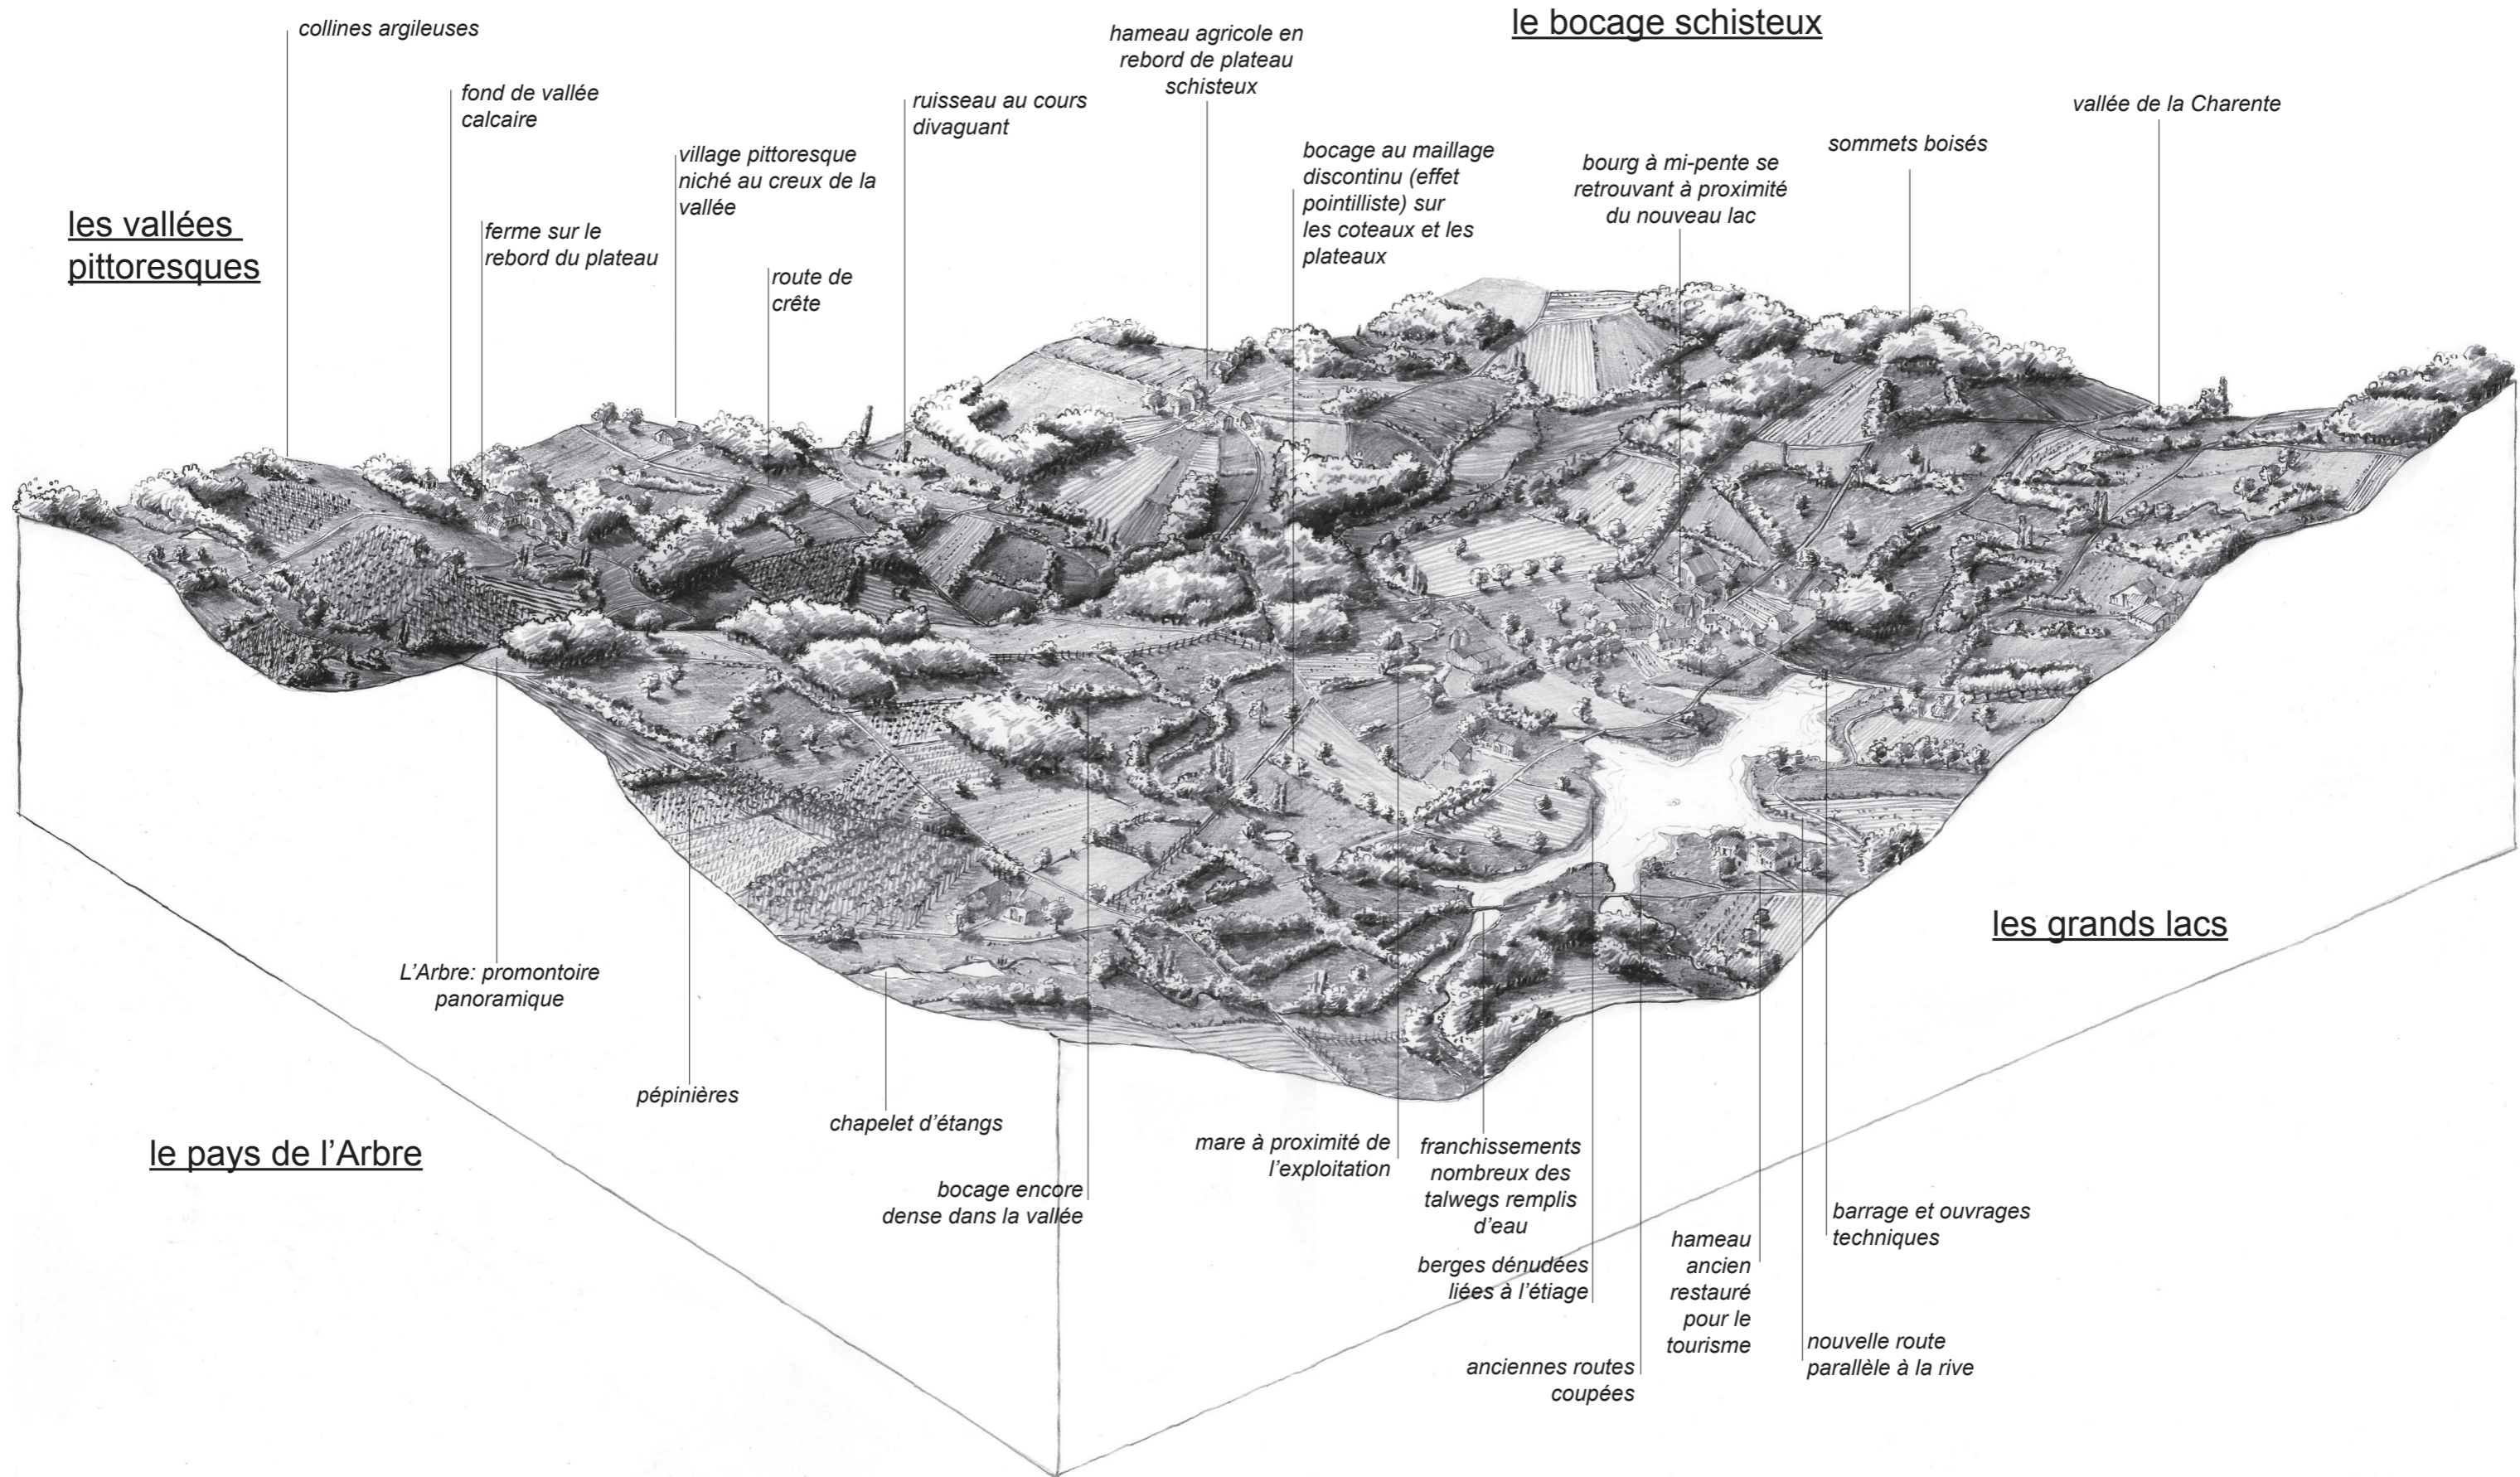 le bocage schisteux
collines argileuses
hameau agricole en
rebord de plateau
schisteux
fond de vallée
calcaire
ruisseau au cours
divaguant
vallée de la Charente
village pittoresque
niché au creux de la
vallée
bocage au maillage
discontinu (effet
pointilliste) sur
les coteaux et les
plateaux
bourg à mi-pente se
retrouvant à proximité
du nouveau lac
sommets boisés
les vallées
pittoresques
ferme sur le
rebord du plateau
route de
crête
les grands lacs
L'Arbre: promontoire
panoramique
pépinières
chapelet d'étangs
le pays de l'Arbre
mare à proximité de
l'exploitation
franchissements
nombreux des
talwegs remplis
d'eau
bocage encore
dense dans la vallée
barrage et ouvrages
techniques
hameau
ancien
restauré
pour le
tourisme
berges dénudées
liées à l'étiage
nouvelle route
parallèle à la rive
anciennes routes
coupées